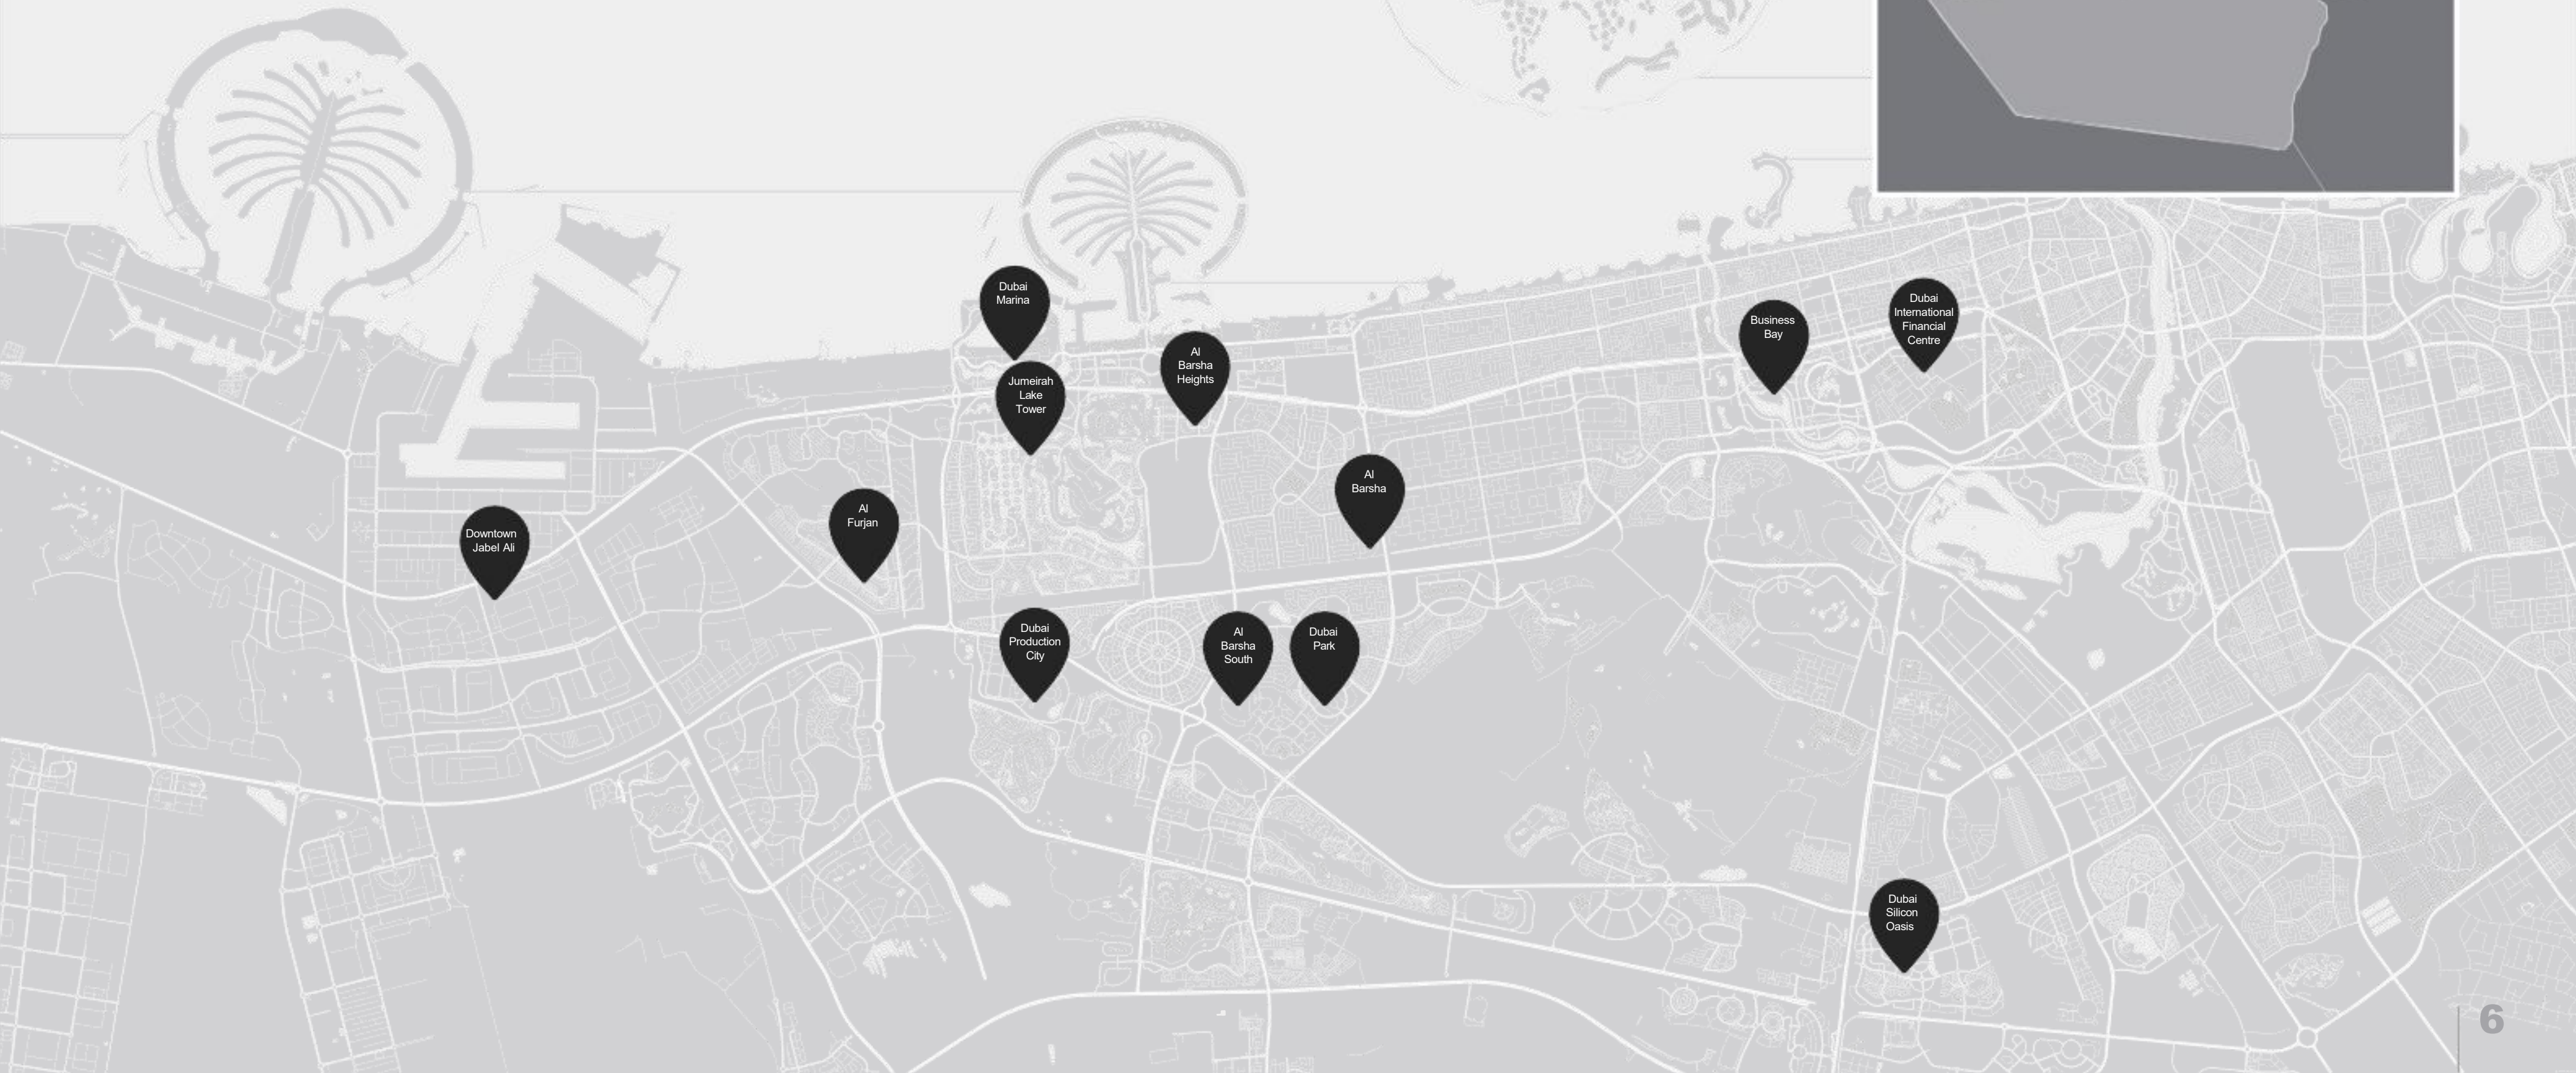 Dubai
Marina
Dubai
International
Financial
Centre
Business
Bay
Al
Barsha
Heights
Jumeirah
Lake
Tower
Al
Barsha
Al
Furjan
Downtown
Jabel Ali
Dubai
Production
City
Al
Barsha
South
Dubai
Park
Dubai
Silicon
Oasis
6